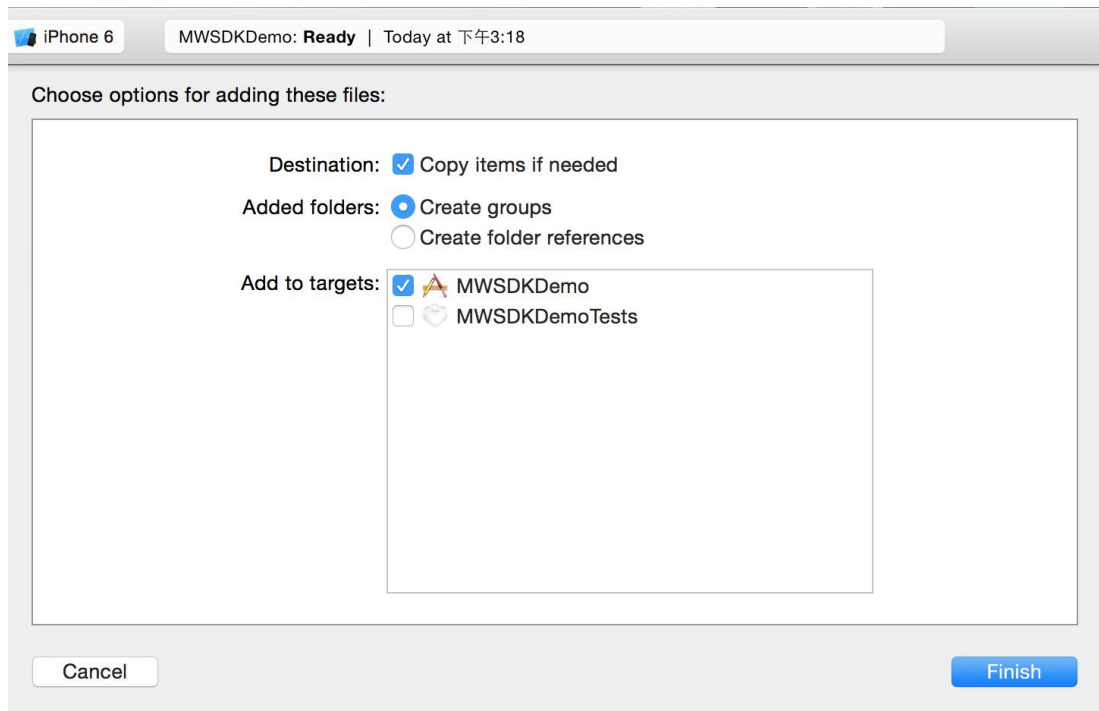 iPhone 6
MWSDKDemo: Ready | Today at 下午3:18
Choose options for adding these files:
Destination: Copy items if needed
Added folders: Create groups
Create folder references
Add to targets: MWSDKDemo
MWSDKDemoTests
Cancel
Finish